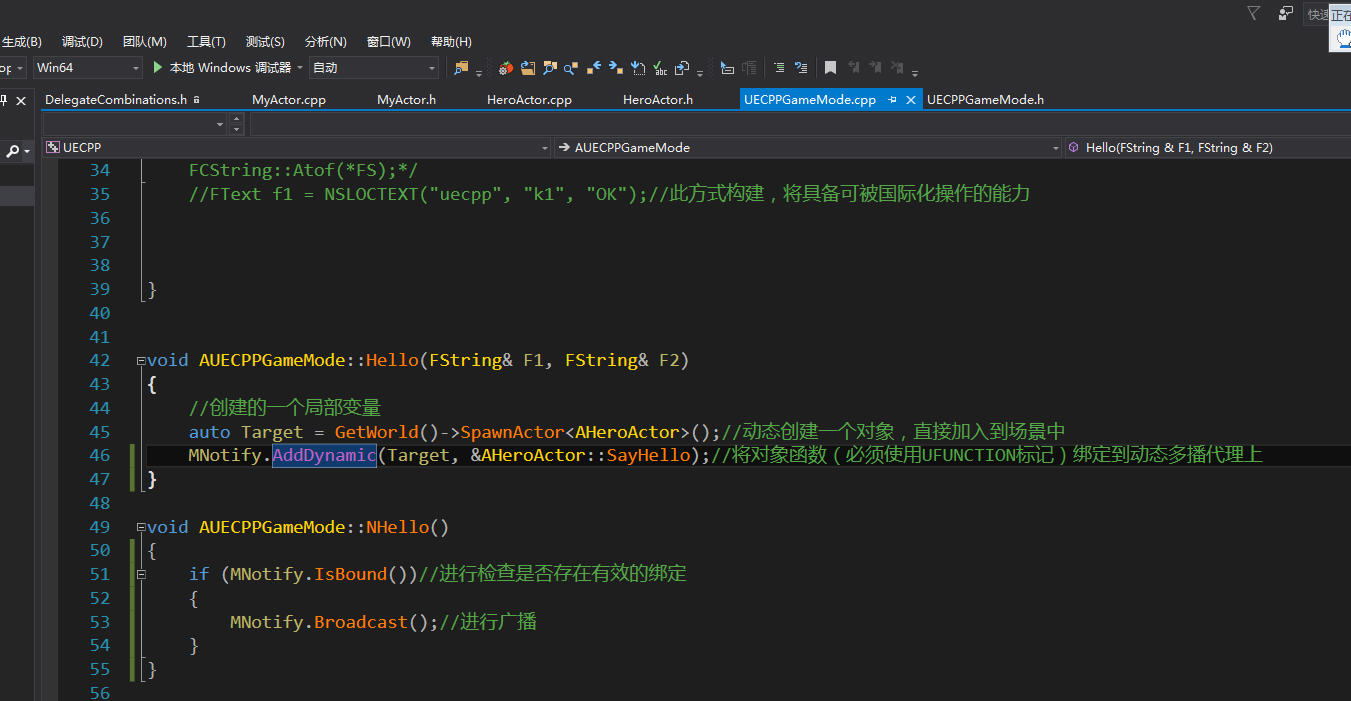 快速
正在
生成(B) 调试(D) 团队(M) 工具(T) 测试(S) 分析(N) 窗口(W) 帮助(H)
Win64 本地 Windows 调试器 自动
DelegateCombinations.h MyActor.cpp MyActor.h HeroActor.cpp HeroActor.h UECPPGameMode.cpp UECPPGameMode.h
UECPP AUECPPGameMode Hello(FString & F1, FString & F2)
34 FCString::Atof(*FS);*/
35 //FText f1 = NSLOCTEXT("uecpp", "k1", "OK");//此方式构建，将具备可被国际化操作的能力
36
37
38
39 }
40
41
42 void AUECPPGameMode::Hello(FString& F1, FString& F2)
43 {
44 //创建的一个局部变量
45 auto Target = GetWorld()->SpawnActor<AHeroActor>();//动态创建一个对象，直接加入到场景中
46 MNotify.AddDynamic(Target, &AHeroActor::SayHello);//将对象函数（必须使用UFUNCTION标记）绑定到动态多播代理上
47 }
48
49 void AUECPPGameMode::NHello()
50 {
51 if (MNotify.IsBound())//进行检查是否存在有效的绑定
52 {
53 MNotify.Broadcast();//进行广播
54 }
55 }
56